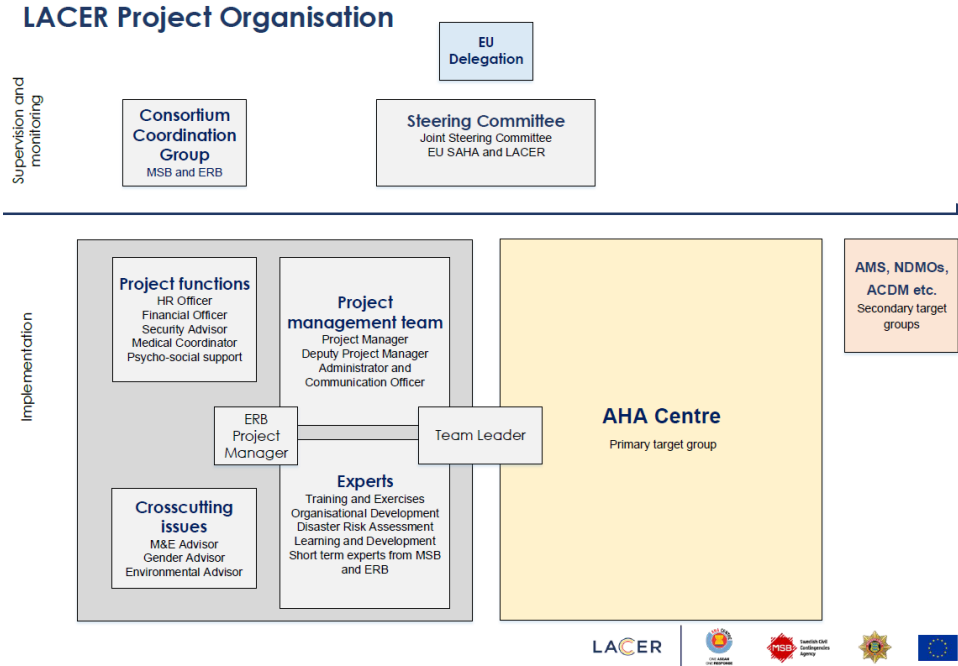 LACER Project Organisation
EU
Delegation
Supervision and
monitoring
Consortium
Coordination
Group
MSB and ERB
Steering Committee
Joint Steering Committee
EU SAHA and LACER
Implementation
Project functions
HR Officer
Financial Officer
Security Advisor
Medical Coordinator
Psycho-social support
Project
management team
Project Manager
Deputy Project Manager
Administrator and
Communication Officer
ERB
Project
Manager
Team Leader
Crosscutting
issues
M&E Advisor
Gender Advisor
Environmental Advisor
Experts
Training and Exercises
Organisational Development
Disaster Risk Assessment
Learning and Development
Short term experts from MSB
and ERB
AHA Centre
Primary target group
AMS, NDMOs,
ACDM etc.
Secondary target
groups
LACER
ONE ASEAN
ONE RESPONSE
MSB
Swedish Civil
Contingencies
Agency